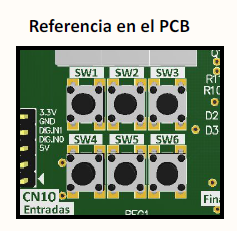 Referencia en el PCB
SW1 SW2 SW3
R10
D2
D3
3.3V
GND
DIG.IN1
DIG.IN0
5V
SW4 SW5 SW6
CN10
Entradas